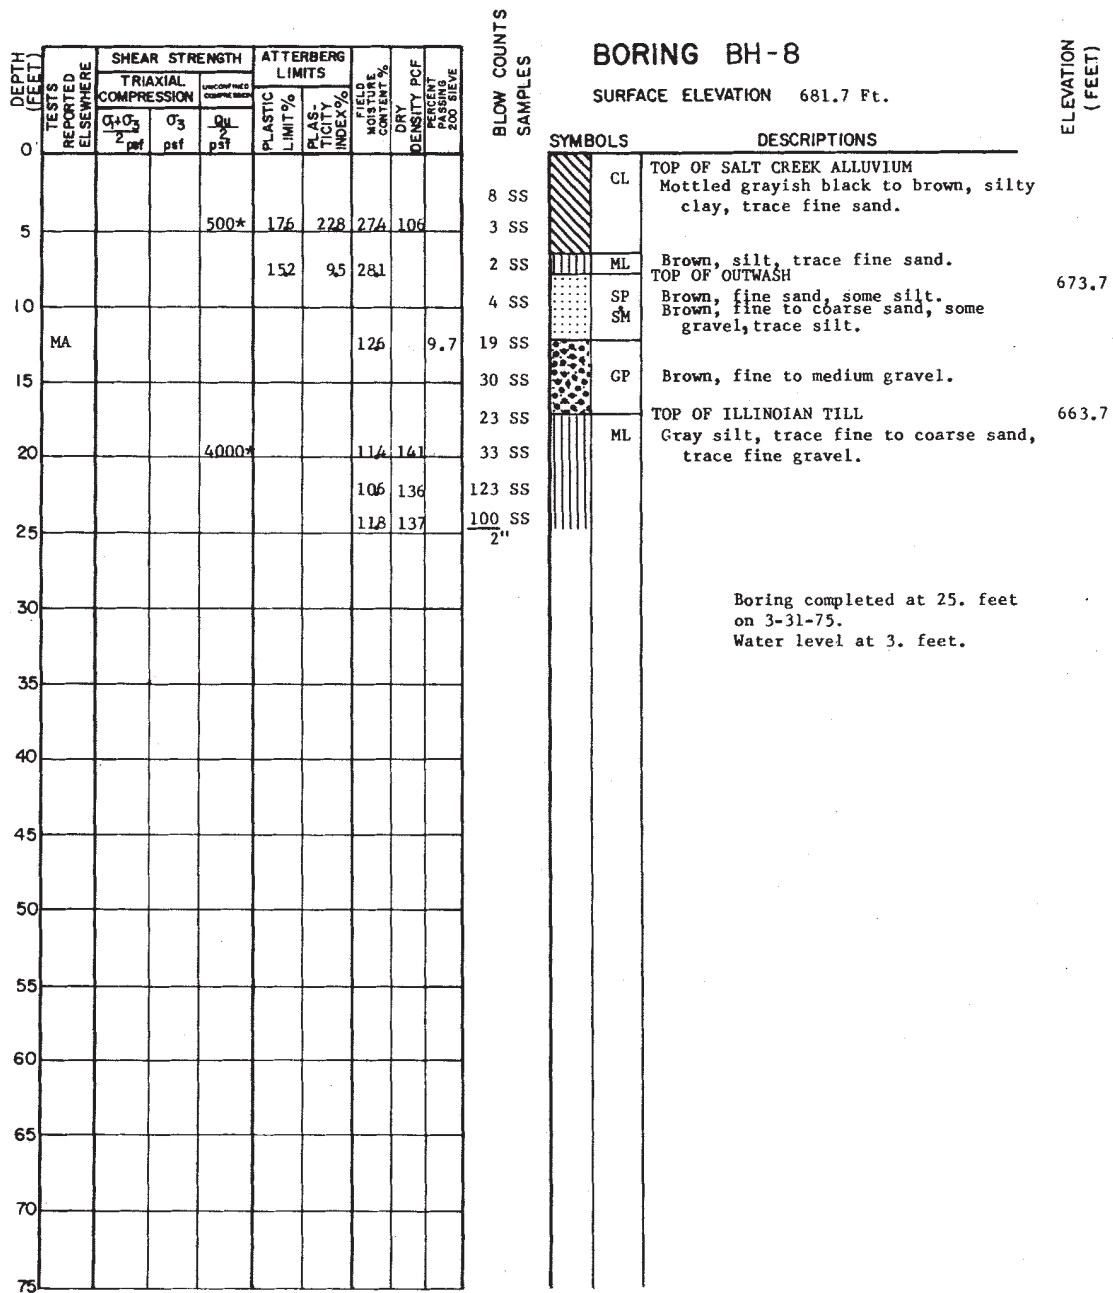 BORING BH-8
SURFACE ELEVATION 681.7 Ft.
DEPTH (FEET)
TESTS REPORTED ELSEWHERE
SHEAR STRENGTH
TRIAXIAL COMPRESSION
UNCONFINED COMPRESSION
σ1+σ3
2 psf
σ3
psf
Qu
2
psf
ATTERBERG LIMITS
PLASTIC LIMIT%
PLAS-TICITY INDEX%
FIELD MOISTURE CONTENT%
DRY DENSITY PCF
PERCENT PASSING 200 SIEVE
BLOW COUNTS
SAMPLES
SYMBOLS
DESCRIPTIONS
ELEVATION (FEET)
0'
CL TOP OF SALT CREEK ALLUVIUM
Mottled grayish black to brown, silty
clay, trace fine sand.
8 SS
5 500* 17.6 22.8 27.4 106 3 SS
15.2 9.5 28.1 2 SS
ML Brown, silt, trace fine sand.
TOP OF OUTWASH 673.7
10 4 SS
SP Brown, fine sand, some silt.
&
SM Brown, fine to coarse sand, some
gravel, trace silt.
MA 12.6 9.7 19 SS
15 30 SS
GP Brown, fine to medium gravel.
23 SS
TOP OF ILLINOIAN TILL 663.7
ML Gray silt, trace fine to coarse sand,
trace fine gravel.
20 4000* 11.4 141 33 SS
10.6 136 123 SS
11.8 137 100 SS
2"
25
30
Boring completed at 25. feet
on 3-31-75.
Water level at 3. feet.
35
40
45
50
55
60
65
70
75